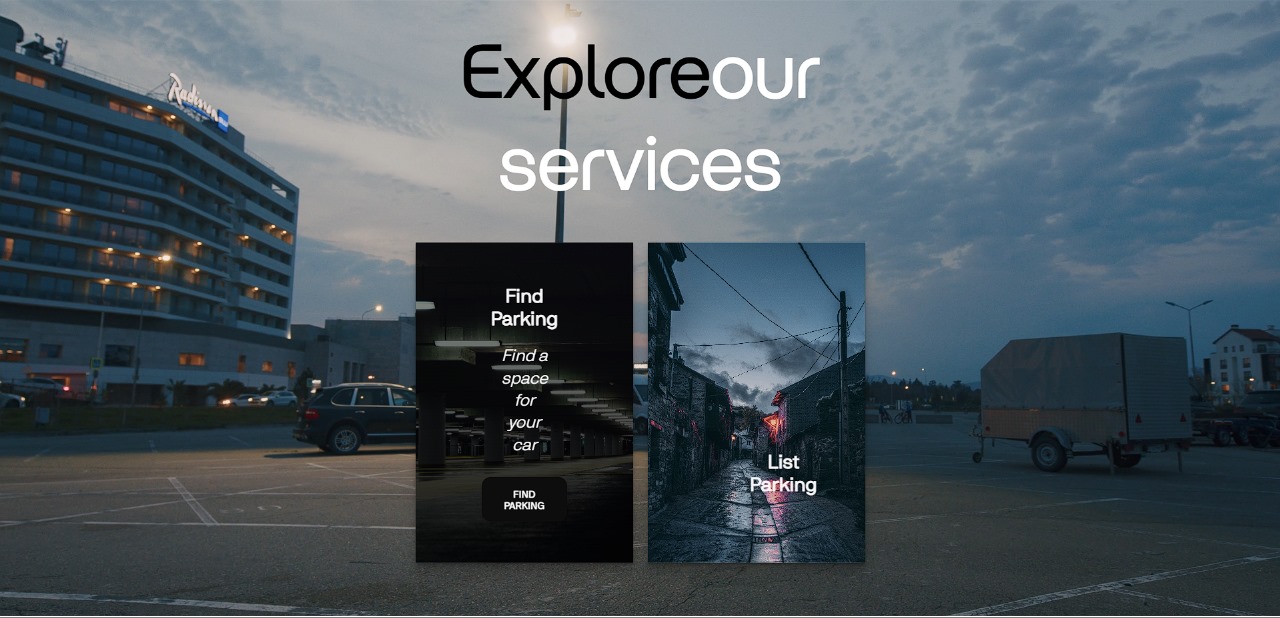 Exploreour
services
Radisson
Find
Parking
Find a
space
for
your
car
FIND
PARKING
List
Parking